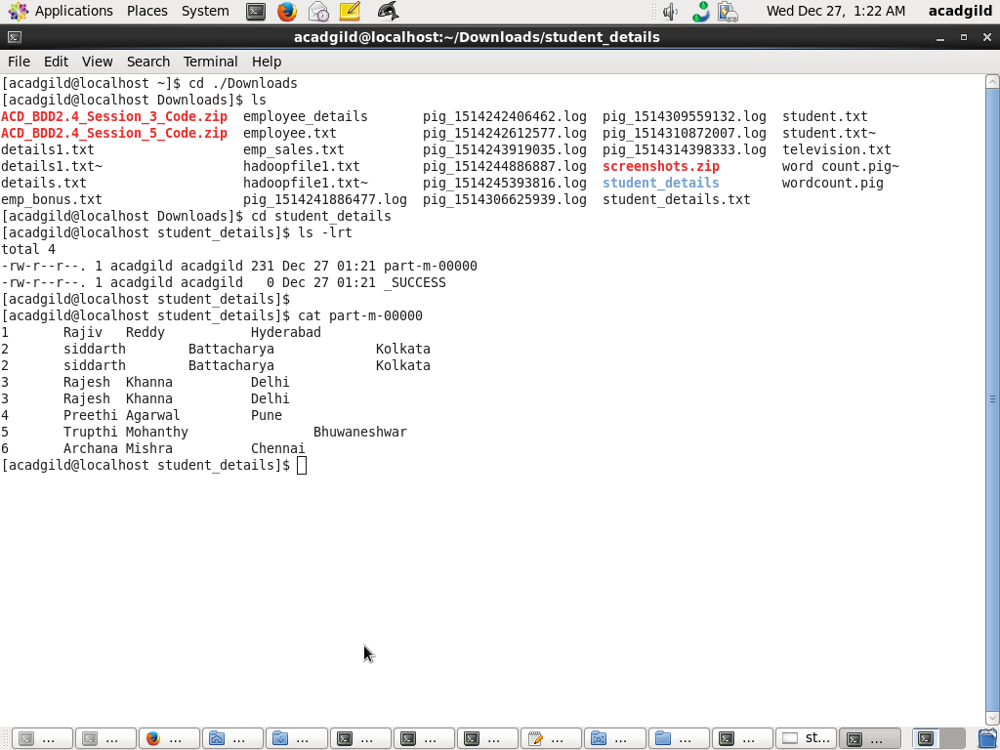 Applications Places System Wed Dec 27, 1:22 AM acadgild
acadgild@localhost:~/Downloads/student_details
File Edit View Search Terminal Help
[acadgild@localhost ~]$ cd ./Downloads
[acadgild@localhost Downloads]$ ls
ACD_BDD2.4_Session_3_Code.zip employee_details pig_1514242406462.log pig_1514309559132.log student.txt
ACD_BDD2.4_Session_5_Code.zip employee.txt pig_1514242612577.log pig_1514310872007.log student.txt~
details1.txt emp_sales.txt pig_1514243919035.log pig_1514314398333.log television.txt
details1.txt~ hadoopfile1.txt pig_1514244886887.log screenshots.zip word count.pig~
details.txt hadoopfile1.txt~ pig_1514245393816.log student_details wordcount.pig
emp_bonus.txt pig_1514241886477.log pig_1514306625939.log student_details.txt
[acadgild@localhost Downloads]$ cd student_details
[acadgild@localhost student_details]$ ls -lrt
total 4
-rw-r--r--. 1 acadgild acadgild 231 Dec 27 01:21 part-m-00000
-rw-r--r--. 1 acadgild acadgild 0 Dec 27 01:21 _SUCCESS
[acadgild@localhost student_details]$
[acadgild@localhost student_details]$ cat part-m-00000
1 Rajiv Reddy Hyderabad
2 siddarth Battacharya Kolkata
2 siddarth Battacharya Kolkata
3 Rajesh Khanna Delhi
3 Rajesh Khanna Delhi
4 Preethi Agarwal Pune
5 Trupthi Mohanthy Bhuwaneshwar
6 Archana Mishra Chennai
[acadgild@localhost student_details]$
... ... ... ... ... ... ... ... ... ... ... ... st... ...